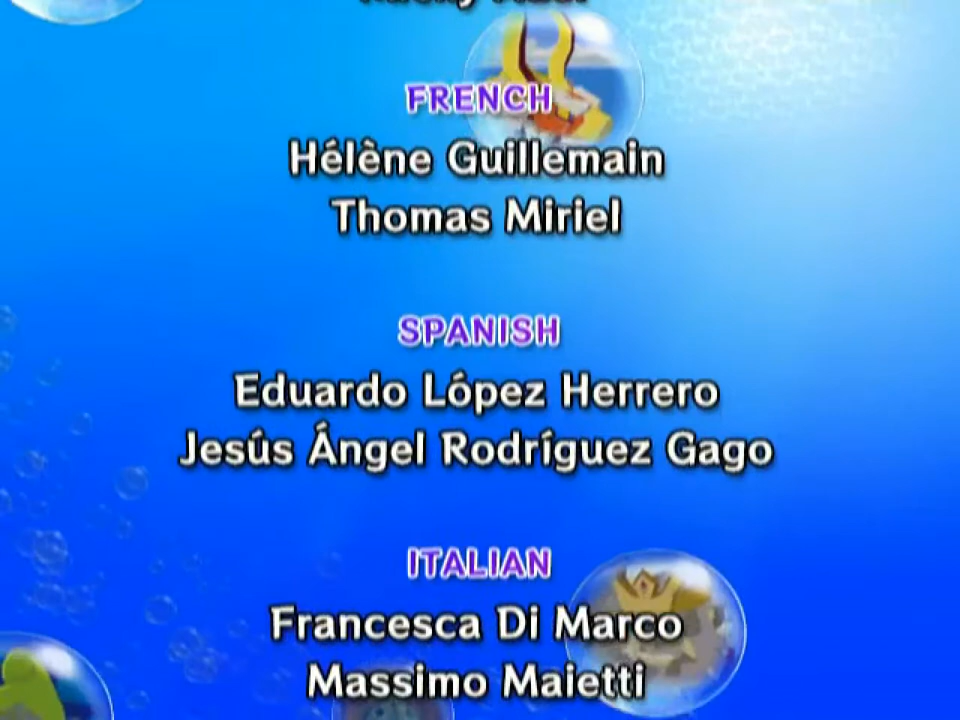 FRENCH
Hélène Guillemain
Thomas Miriel
SPANISH
Eduardo López Herrero
Jesús Ángel Rodríguez Gago
ITALIAN
Francesca Di Marco
Massimo Maietti